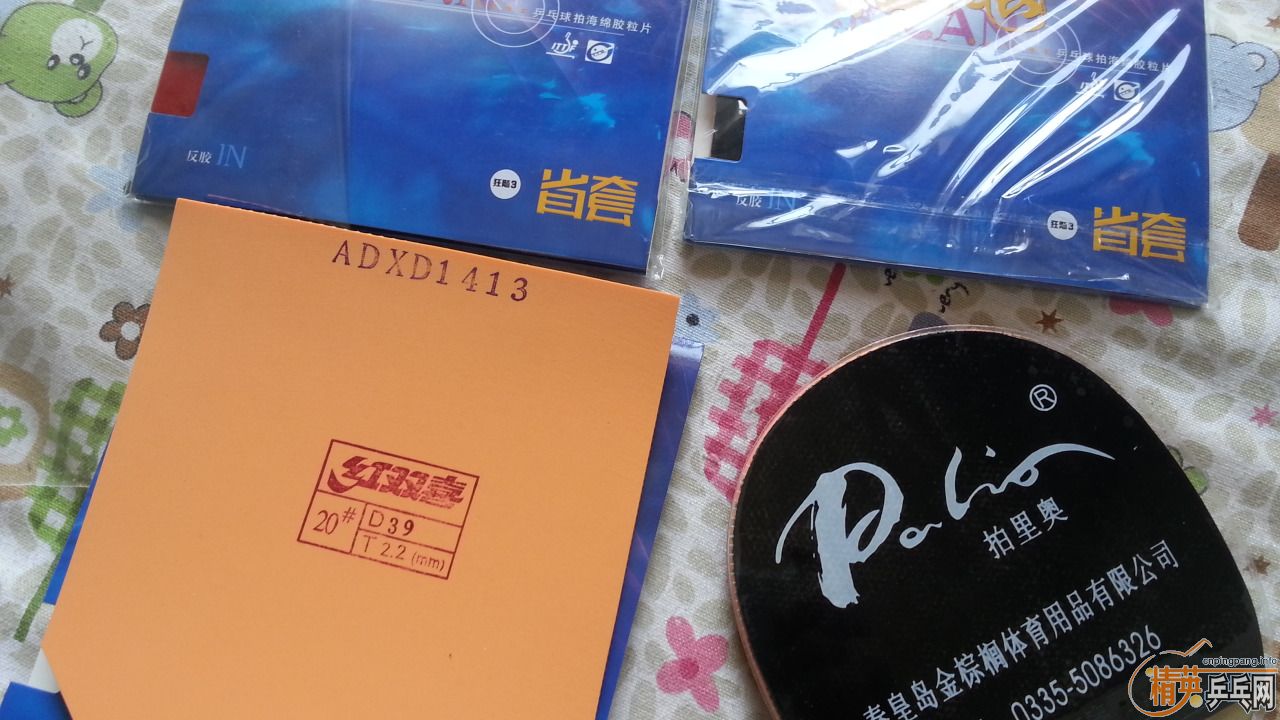 乒乓球拍海绵胶粒片
反胶 IN
狂飚3
省套
乒乓球拍海绵胶粒片
反胶 IN
狂飚3
省套
ADXD1413
红双喜
20# D39
T 2.2 (mm)
very
®
Palio
拍里奥
秦皇岛金棕榈体育用品有限公司
0335-5086326
cnpingpang.info
精英乒乓网